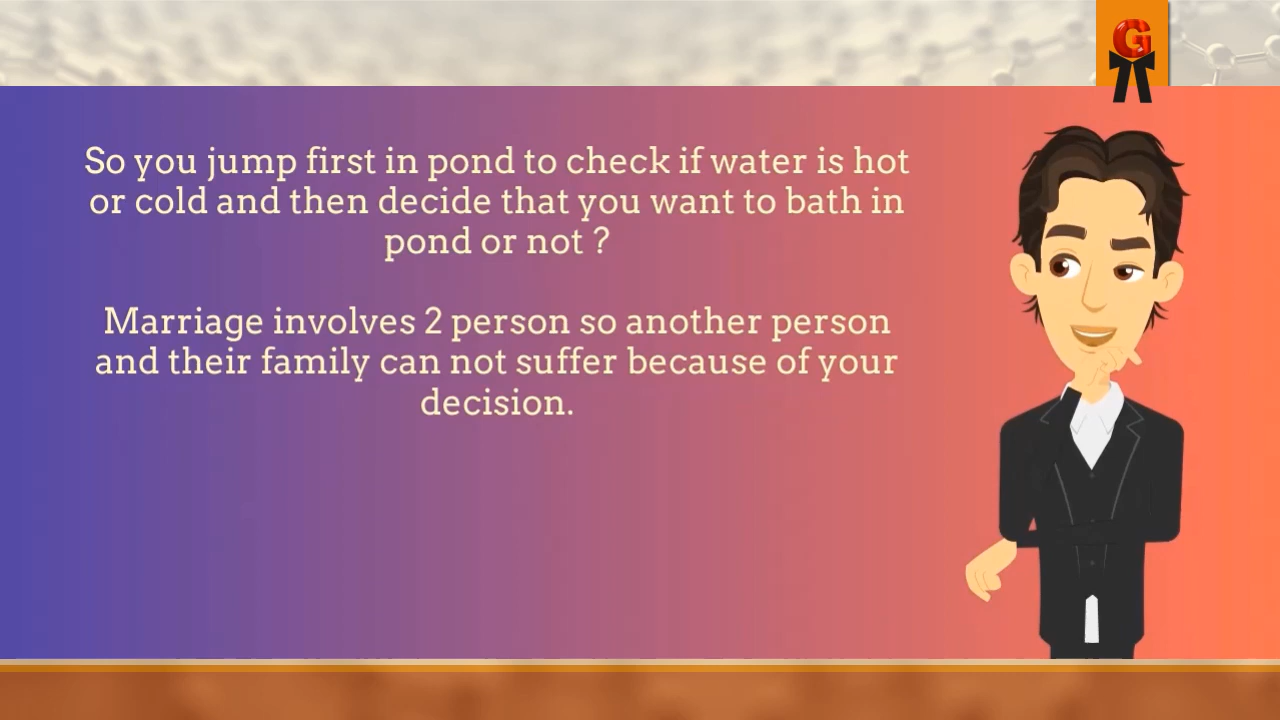 G
So you jump first in pond to check if water is hot
or cold and then decide that you want to bath in
pond or not ?
Marriage involves 2 person so another person
and their family can not suffer because of your
decision.